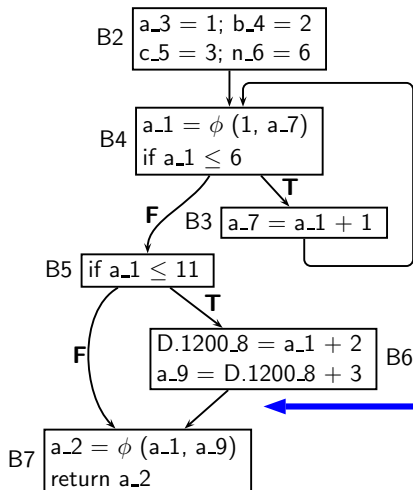 B2
a_3 = 1; b_4 = 2
c_5 = 3; n_6 = 6
B4
a_1 = ϕ (1, a_7)
if a_1 ≤ 6
F
T
B3
a_7 = a_1 + 1
B5
if a_1 ≤ 11
F
T
D.1200_8 = a_1 + 2
a_9 = D.1200_8 + 3
B6
B7
a_2 = ϕ (a_1, a_9)
return a_2